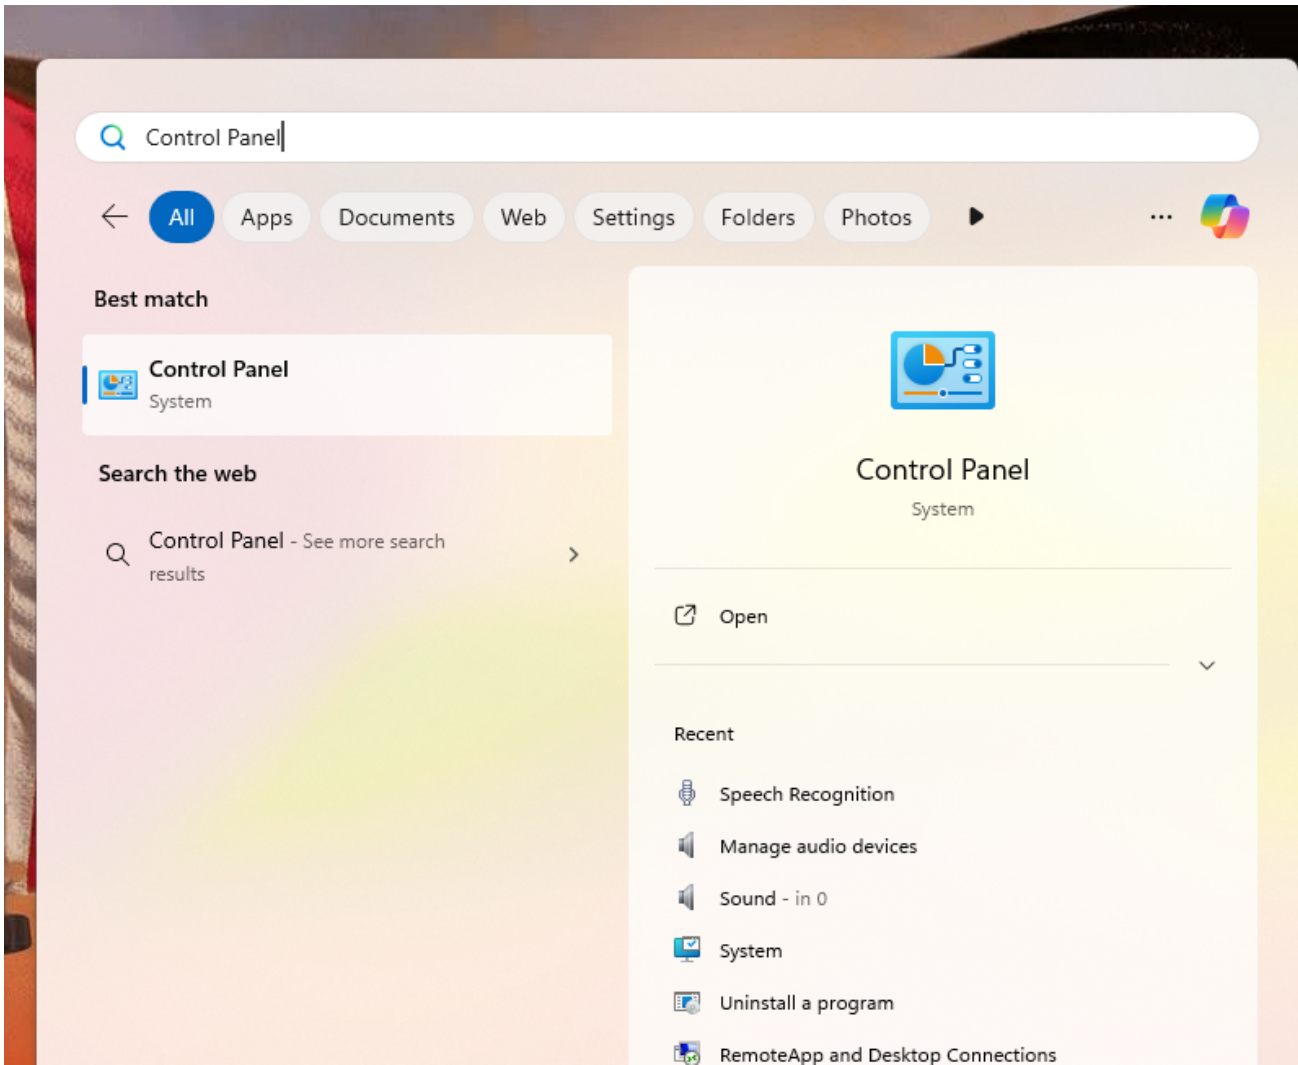 Control Panel
All Apps Documents Web Settings Folders Photos ...
Best match
Control Panel
System
Search the web
Control Panel - See more search
results
Control Panel
System
Open
Recent
Speech Recognition
Manage audio devices
Sound - in 0
System
Uninstall a program
RemoteApp and Desktop Connections